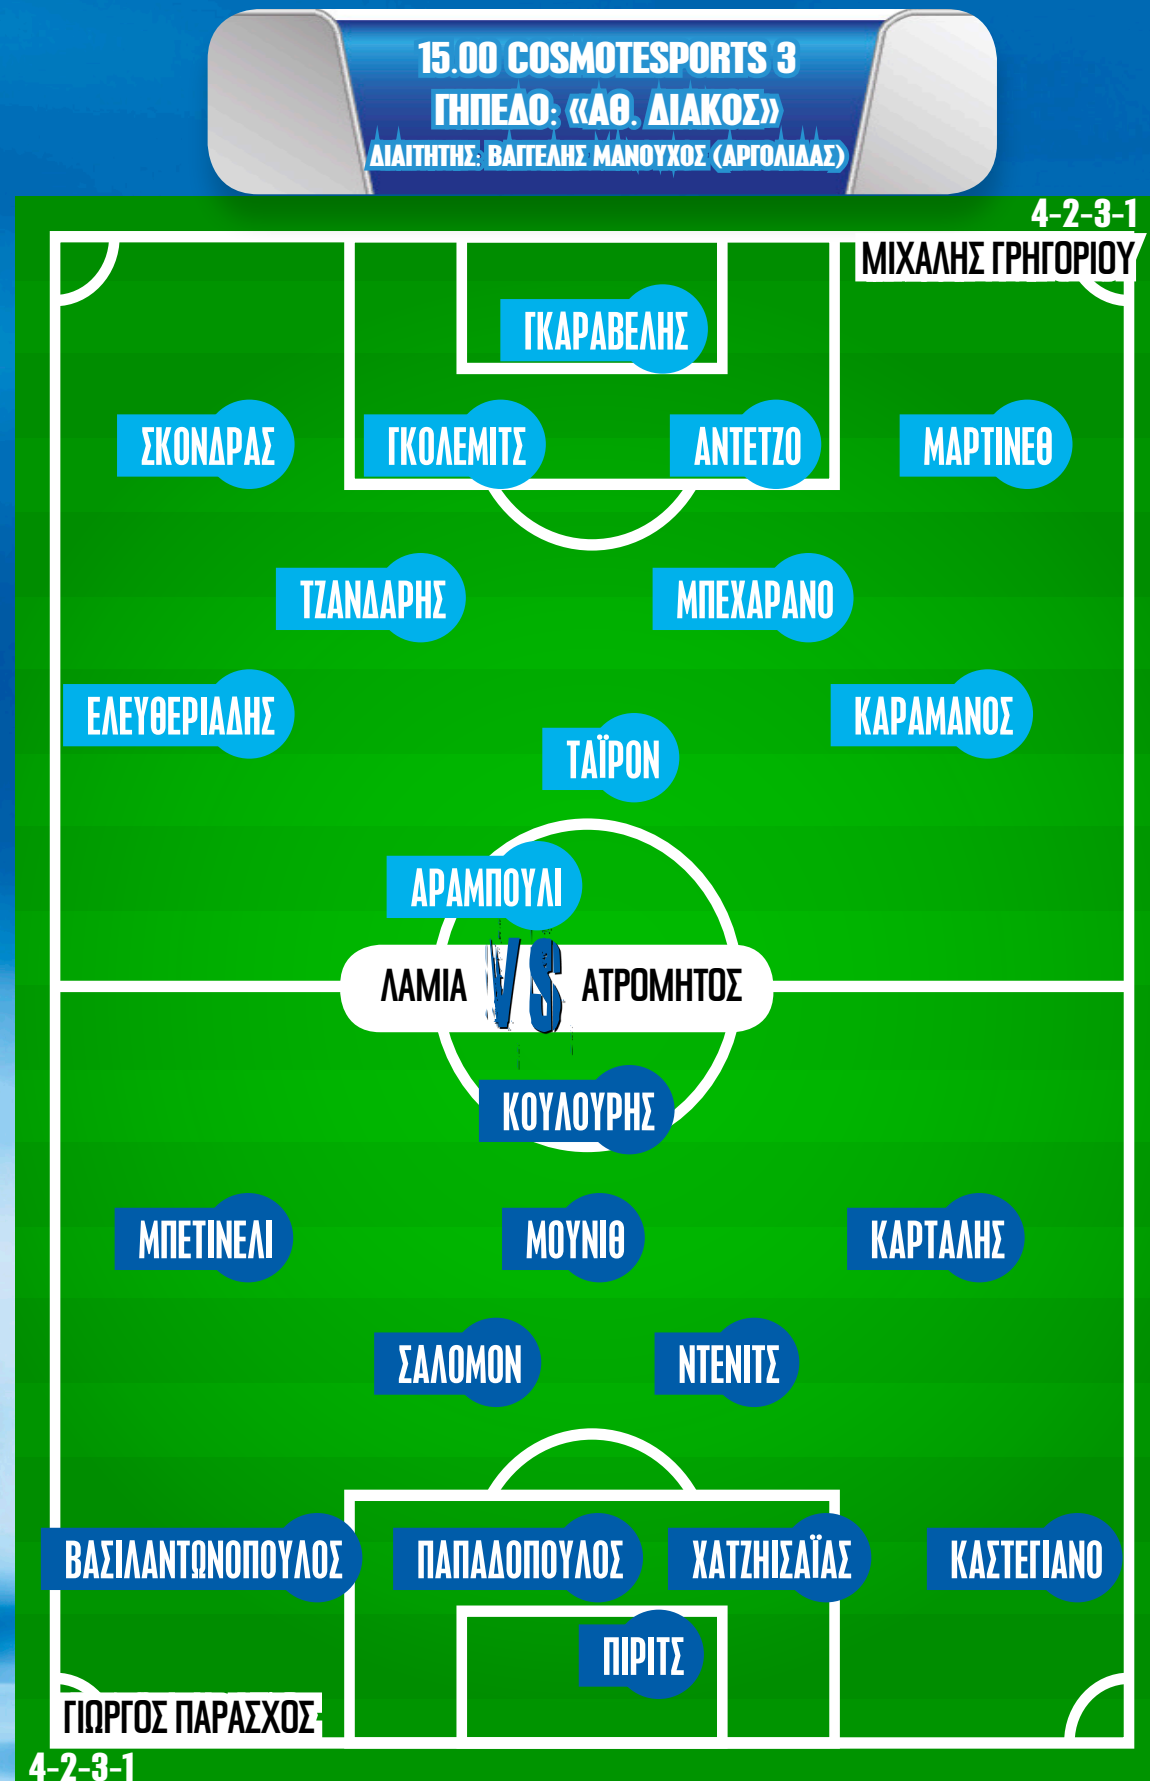 15.00 COSMOTESPORTS 3
ΓΗΠΕΔΟ: «ΑΘ. ΔΙΑΚΟΣ»
ΔΙΑΙΤΗΤΗΣ: ΒΑΓΓΕΛΗΣ ΜΑΝΟΥΧΟΣ (ΑΡΓΟΛΙΔΑΣ)
4-2-3-1
ΜΙΧΑΛΗΣ ΓΡΗΓΟΡΙΟΥ
ΓΚΑΡΑΒΕΛΗΣ
ΣΚΟΝΔΡΑΣ ΓΚΟΛΕΜΙΤΣ ΑΝΤΕΤΖΟ ΜΑΡΤΙΝΕΘ
ΤΖΑΝΔΑΡΗΣ ΜΠΕΧΑΡΑΝΟ
ΕΛΕΥΘΕΡΙΑΔΗΣ ΚΑΡΑΜΑΝΟΣ
ΤΑΪΡΟΝ
ΑΡΑΜΠΟΥΛΙ
ΛΑΜΙΑ VS ΑΤΡΟΜΗΤΟΣ
ΚΟΥΛΟΥΡΗΣ
ΜΠΕΤΙΝΕΛΙ ΜΟΥΝΙΘ ΚΑΡΤΑΛΗΣ
ΣΑΛΟΜΟΝ ΝΤΕΝΙΤΣ
ΒΑΣΙΛΑΝΤΩΝΟΠΟΥΛΟΣ ΠΑΠΑΔΟΠΟΥΛΟΣ ΧΑΤΖΗΙΣΑΪΑΣ ΚΑΣΤΕΓΙΑΝΟ
ΠΙΡΙΤΣ
ΓΙΩΡΓΟΣ ΠΑΡΑΣΧΟΣ
4-2-3-1